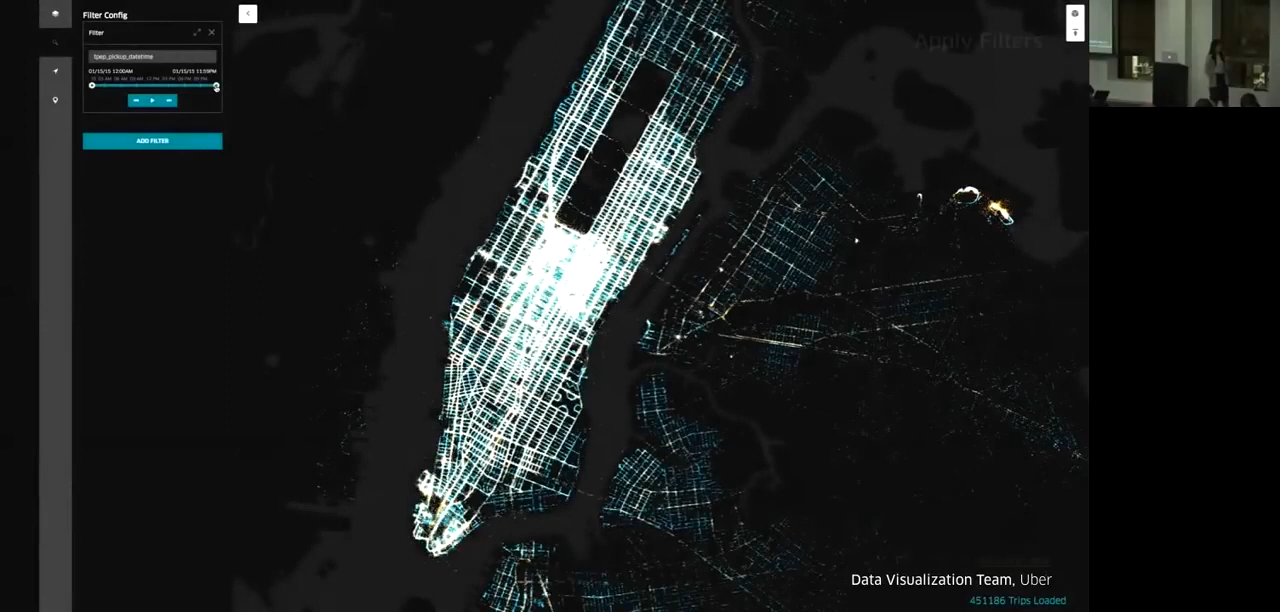 Filter Config
Filter
tpep_pickup_datetime
01/15/15 12:00AM 01/15/15 11:59PM
ADD FILTER
Apply Filters
Data Visualization Team, Uber
451186 Trips Loaded